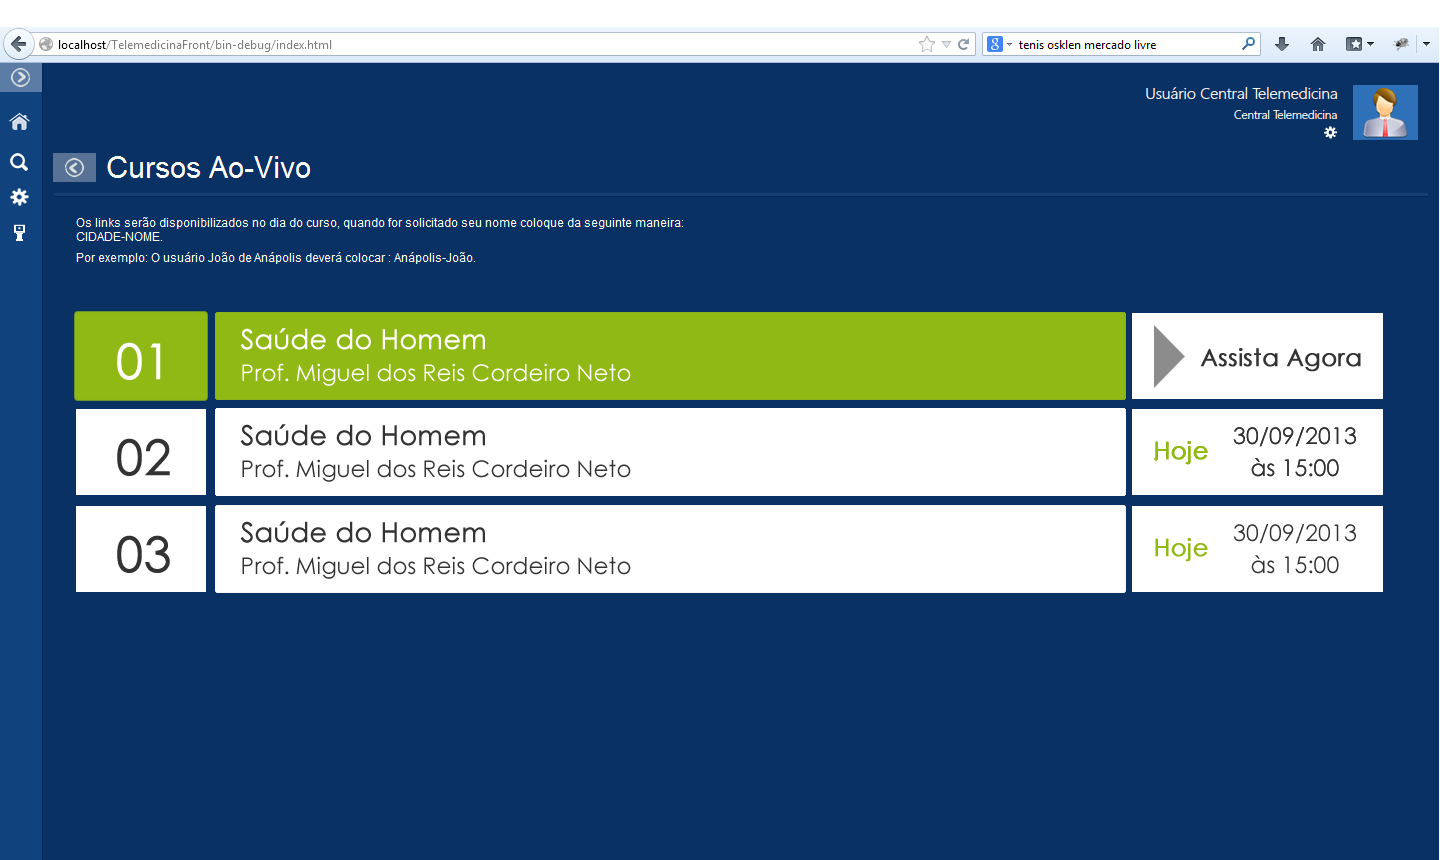 localhost/TelemedicinaFront/bin-debug/index.html
8
tenis osklen mercado livre
Usuário Central Telemedicina
Central Telemedicina
Cursos Ao-Vivo
Os links serão disponibilizados no dia do curso, quando for solicitado seu nome coloque da seguinte maneira:
CIDADE-NOME.
Por exemplo: O usuário João de Anápolis deverá colocar : Anápolis-João.
01
Saúde do Homem
Prof. Miguel dos Reis Cordeiro Neto
Assista Agora
02
Saúde do Homem
Prof. Miguel dos Reis Cordeiro Neto
Hoje
30/09/2013
às 15:00
03
Saúde do Homem
Prof. Miguel dos Reis Cordeiro Neto
Hoje
30/09/2013
às 15:00